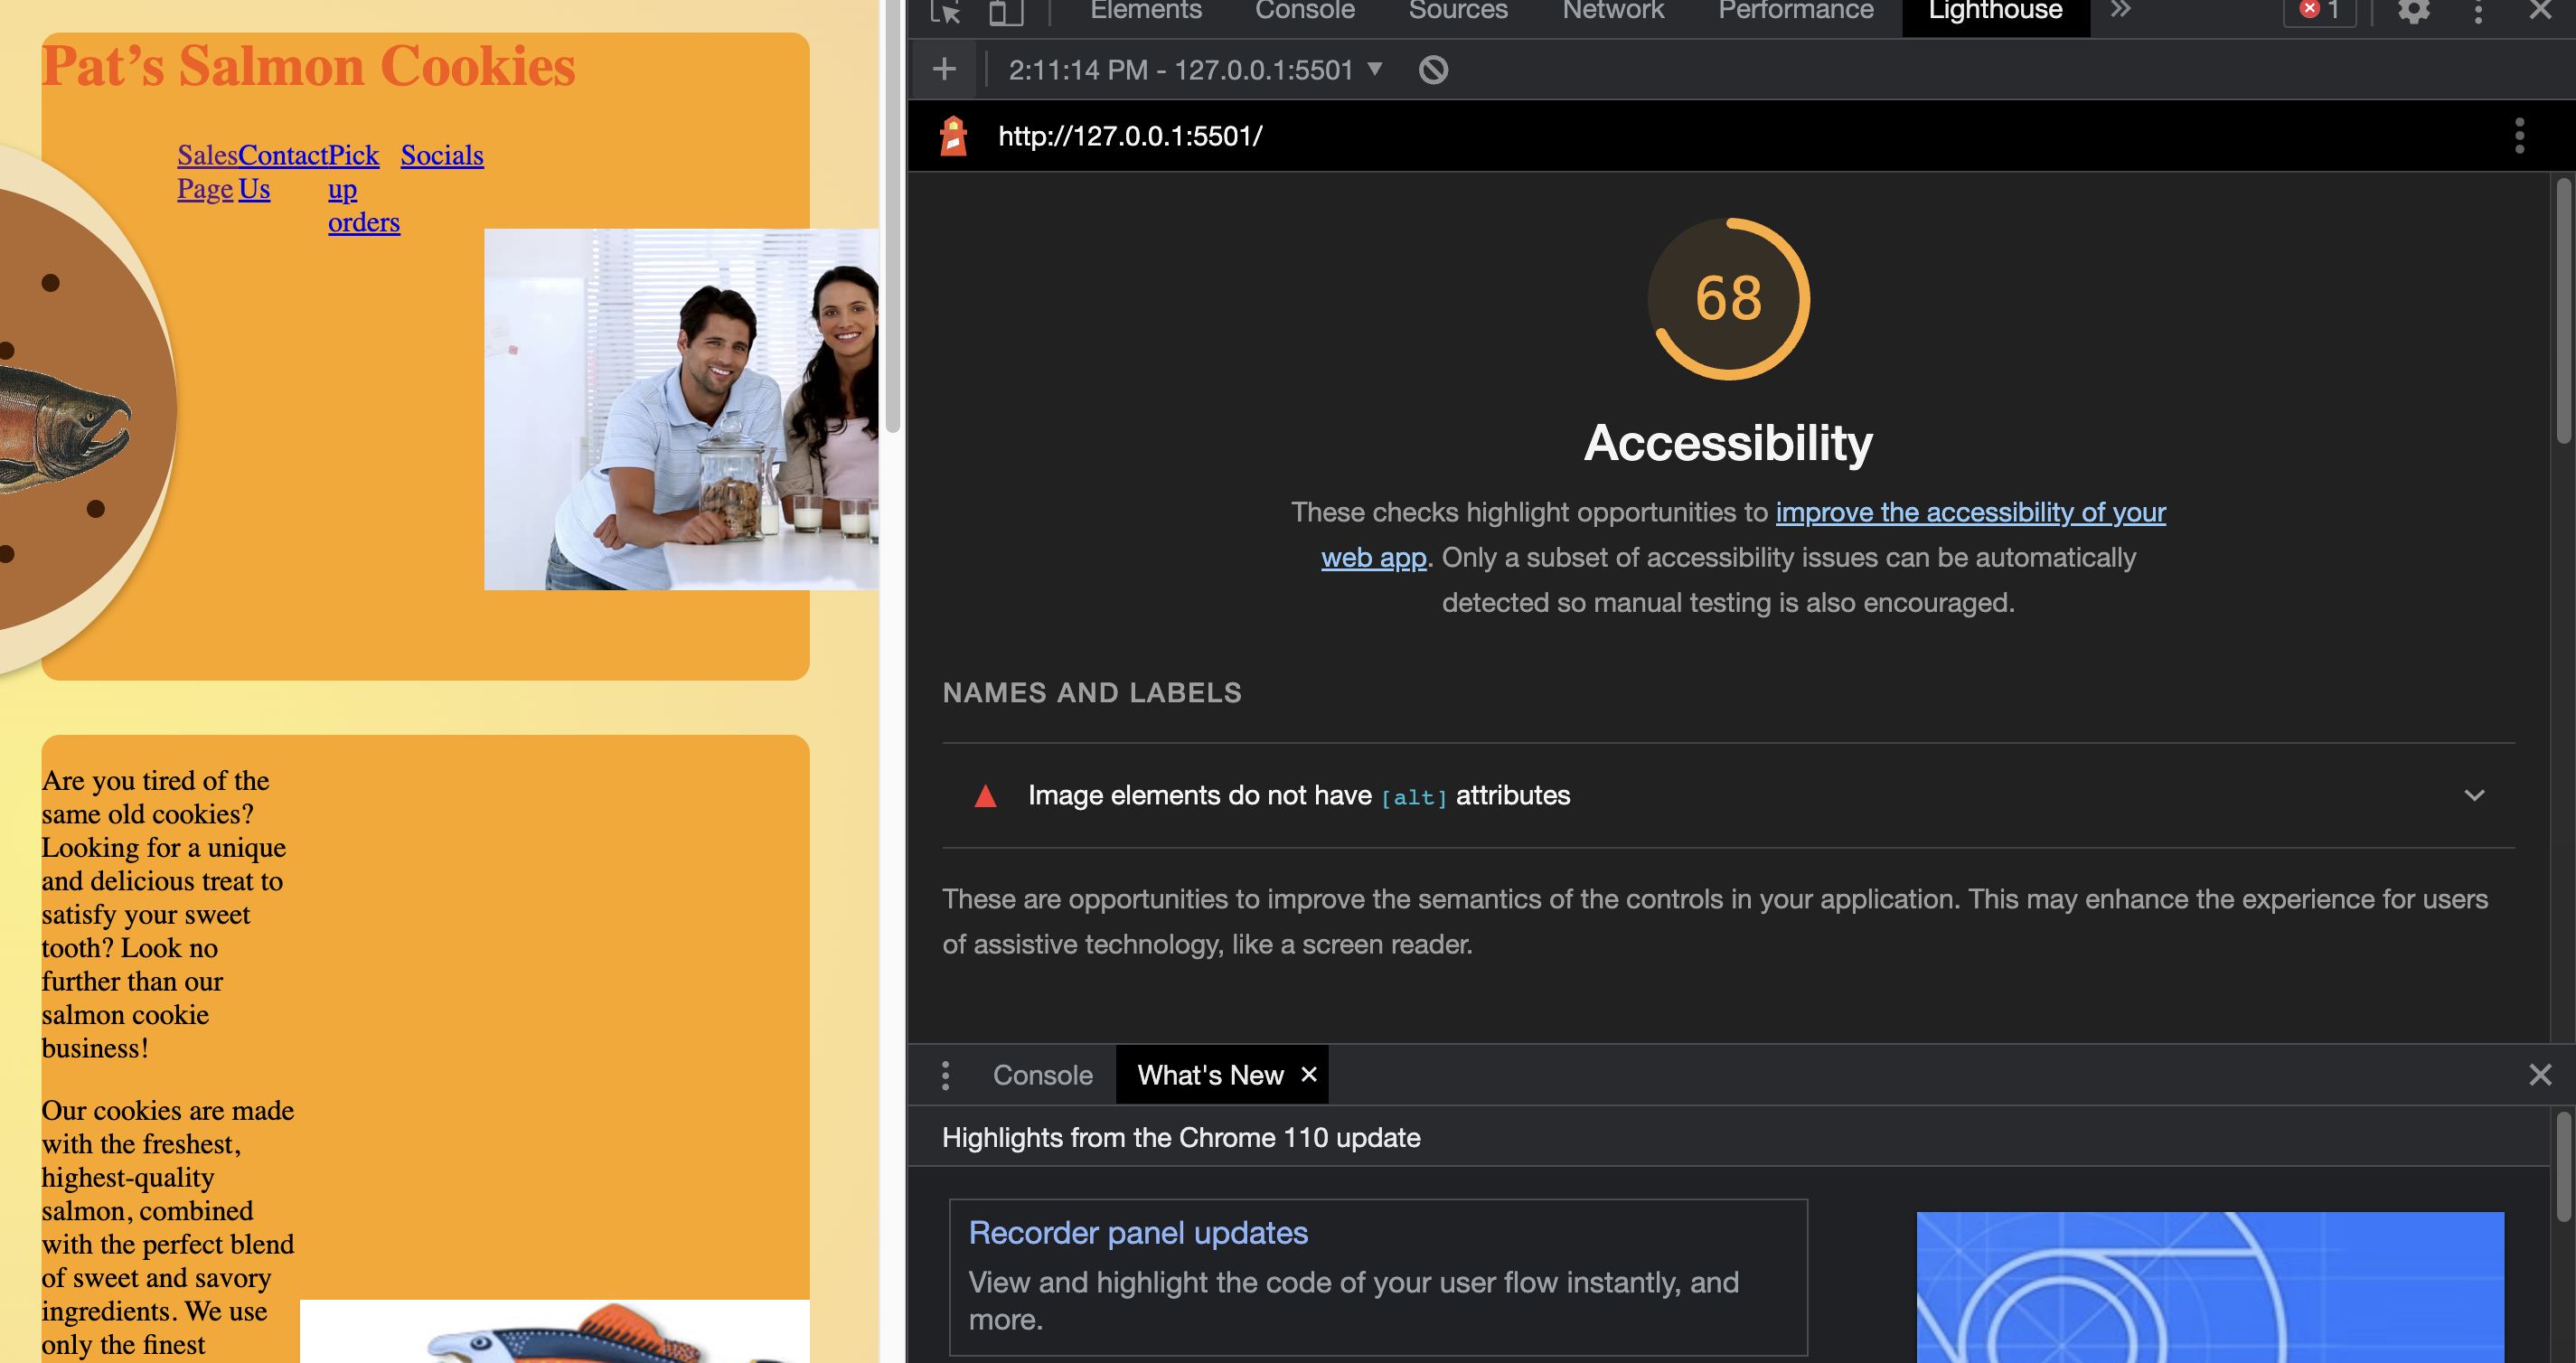 Pat’s Salmon Cookies
Sales Page
Contact Us
Pick up orders
Socials
Are you tired of the
same old cookies?
Looking for a unique
and delicious treat to
satisfy your sweet
tooth? Look no
further than our
salmon cookie
business!
Our cookies are made
with the freshest,
highest-quality
salmon, combined
with the perfect blend
of sweet and savory
ingredients. We use
only the finest
Elements Console Sources Network Performance Lighthouse » 1
2:11:14 PM - 127.0.0.1:5501
http://127.0.0.1:5501/
68
Accessibility
These checks highlight opportunities to improve the accessibility of your
web app. Only a subset of accessibility issues can be automatically
detected so manual testing is also encouraged.
NAMES AND LABELS
Image elements do not have [alt] attributes
These are opportunities to improve the semantics of the controls in your application. This may enhance the experience for users
of assistive technology, like a screen reader.
Console What's New
Highlights from the Chrome 110 update
Recorder panel updates
View and highlight the code of your user flow instantly, and
more.